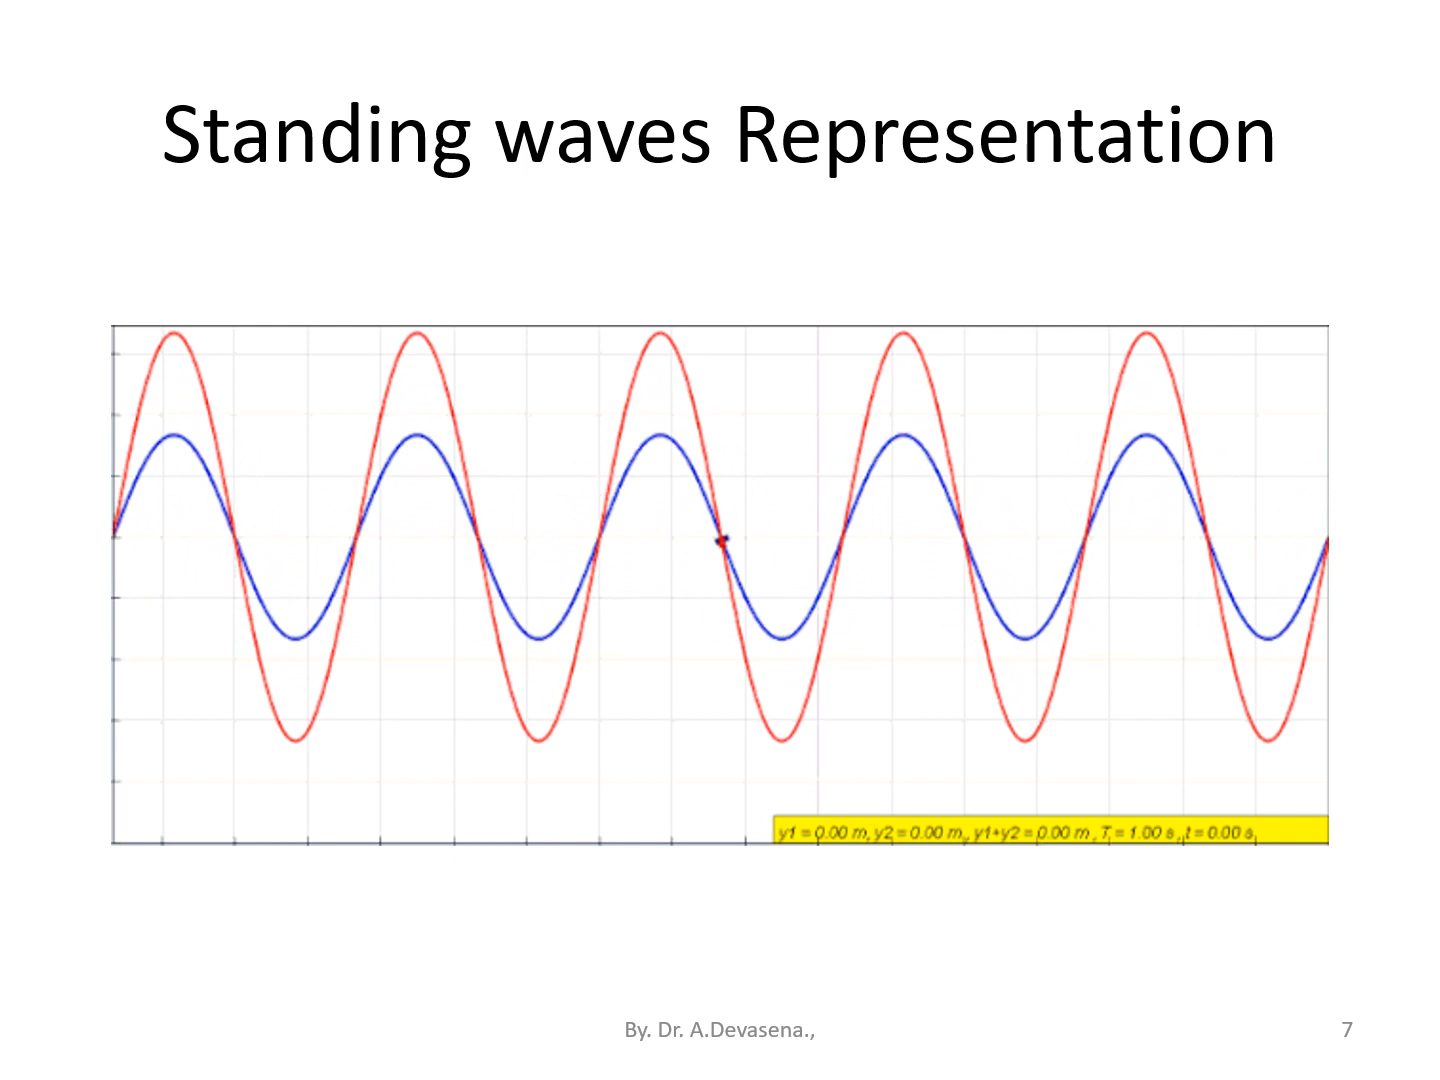 Standing waves Representation
y1 = 0.00 m, y2 = 0.00 m, y1+y2 = 0.00 m , T = 1.00 s , t = 0.00 s,
By. Dr. A.Devasena.,
7